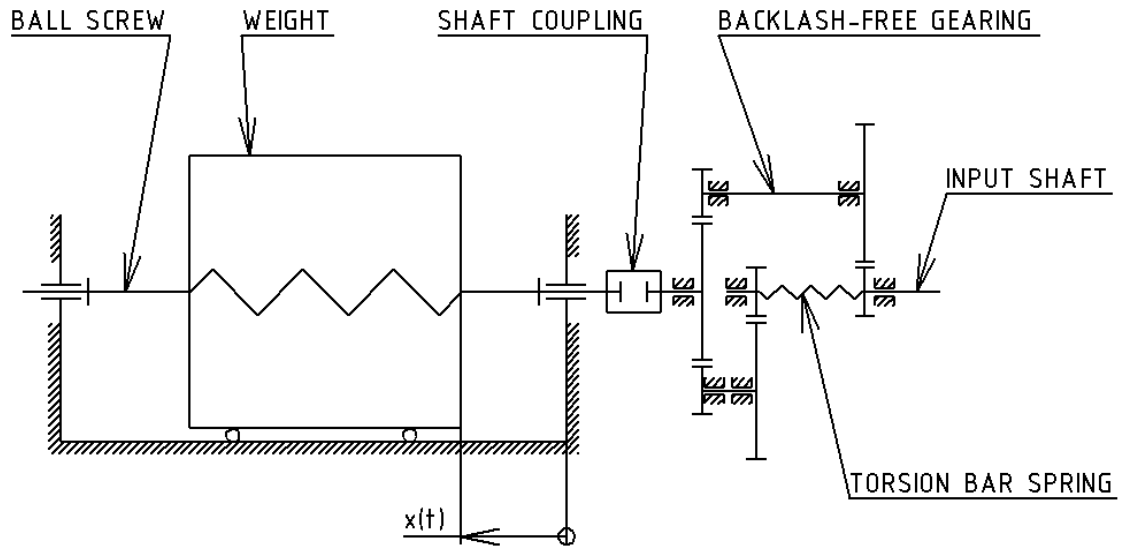 BALL SCREW
WEIGHT
SHAFT COUPLING
BACKLASH-FREE GEARING
INPUT SHAFT
TORSION BAR SPRING
x(t)